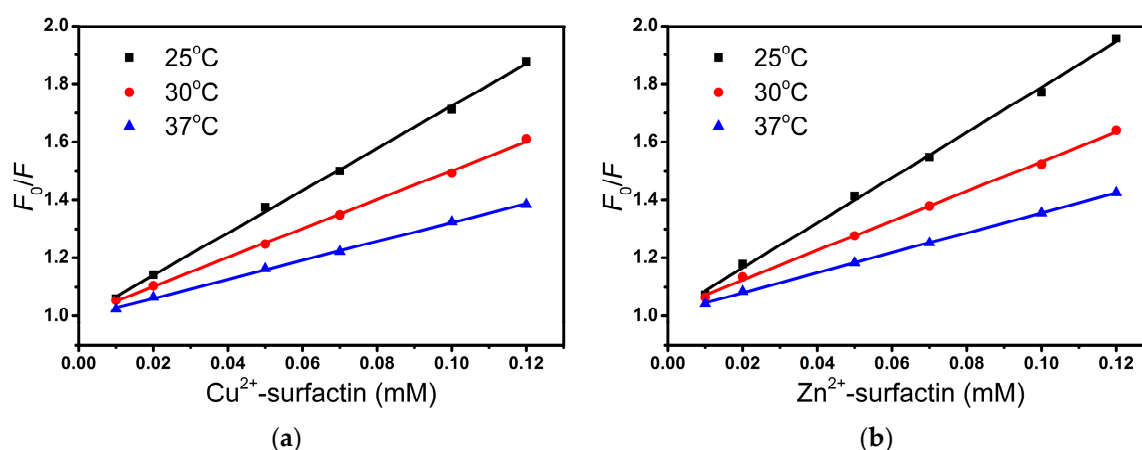 2.0
1.8
1.6
1.4
1.2
1.0
F₀/F
25°C
30°C
37°C
0.00 0.02 0.04 0.06 0.08 0.10 0.12
Cu²⁺-surfactin (mM)
(a)
2.0
1.8
1.6
1.4
1.2
1.0
F₀/F
25°C
30°C
37°C
0.00 0.02 0.04 0.06 0.08 0.10 0.12
Zn²⁺-surfactin (mM)
(b)